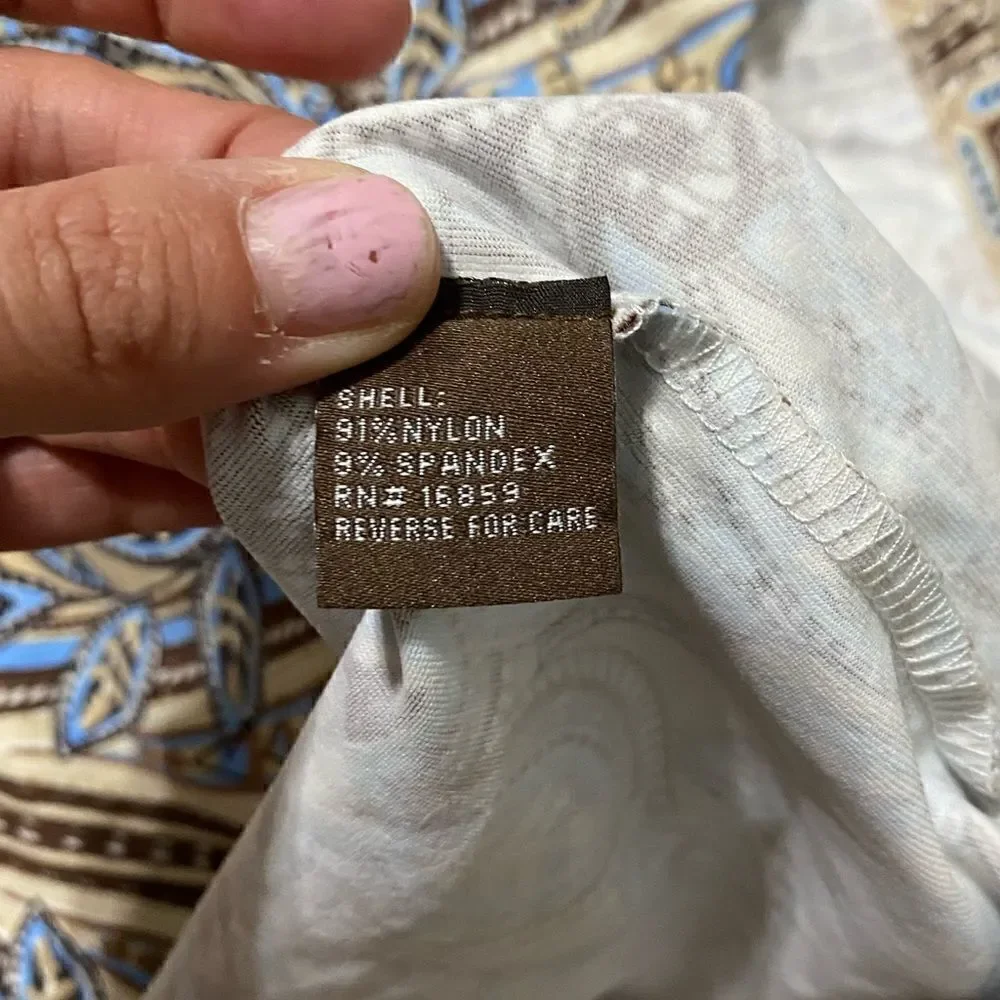 SHELL:
91% NYLON
9% SPANDEX
RN# 16859
REVERSE FOR CARE